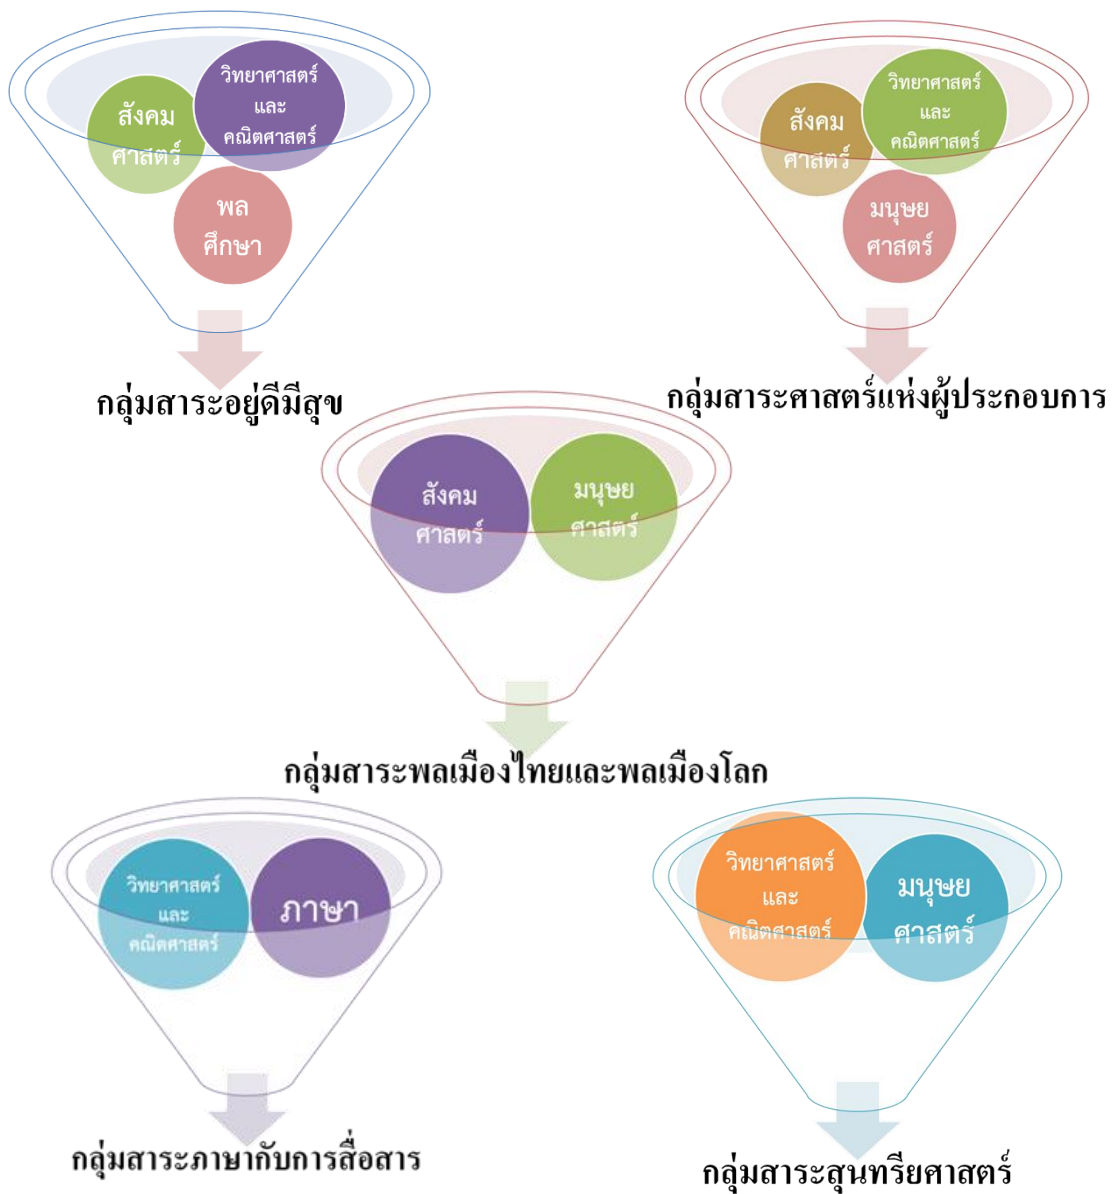 สังคม
ศาสตร์
วิทยาศาสตร์
และ
คณิตศาสตร์
พล
ศึกษา
กลุ่มสาระอยู่ดีมีสุข
สังคม
ศาสตร์
วิทยาศาสตร์
และ
คณิตศาสตร์
มนุษย
ศาสตร์
กลุ่มสาระศาสตร์แห่งผู้ประกอบการ
สังคม
ศาสตร์
มนุษย
ศาสตร์
กลุ่มสาระพลเมืองไทยและพลเมืองโลก
วิทยาศาสตร์
และ
คณิตศาสตร์
ภาษา
กลุ่มสาระภาษากับการสื่อสาร
วิทยาศาสตร์
และ
คณิตศาสตร์
มนุษย
ศาสตร์
กลุ่มสาระสุนทรียศาสตร์